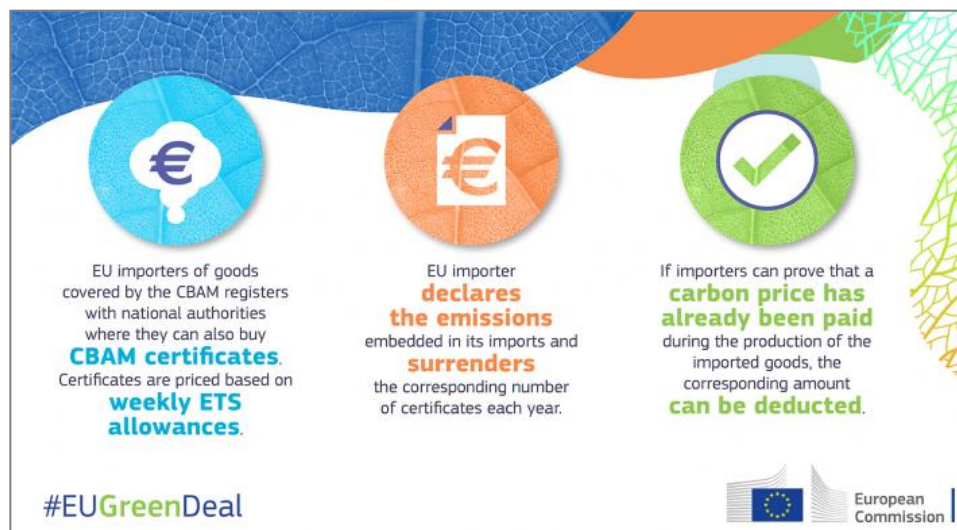 EU importers of goods
covered by the CBAM registers
with national authorities
where they can also buy
CBAM certificates.
Certificates are priced based on
weekly ETS
allowances.
EU importer
declares
the emissions
embedded in its imports and
surrenders
the corresponding number
of certificates each year.
If importers can prove that a
carbon price has
already been paid
during the production of the
imported goods, the
corresponding amount
can be deducted.
#EUGreenDeal
European
Commission